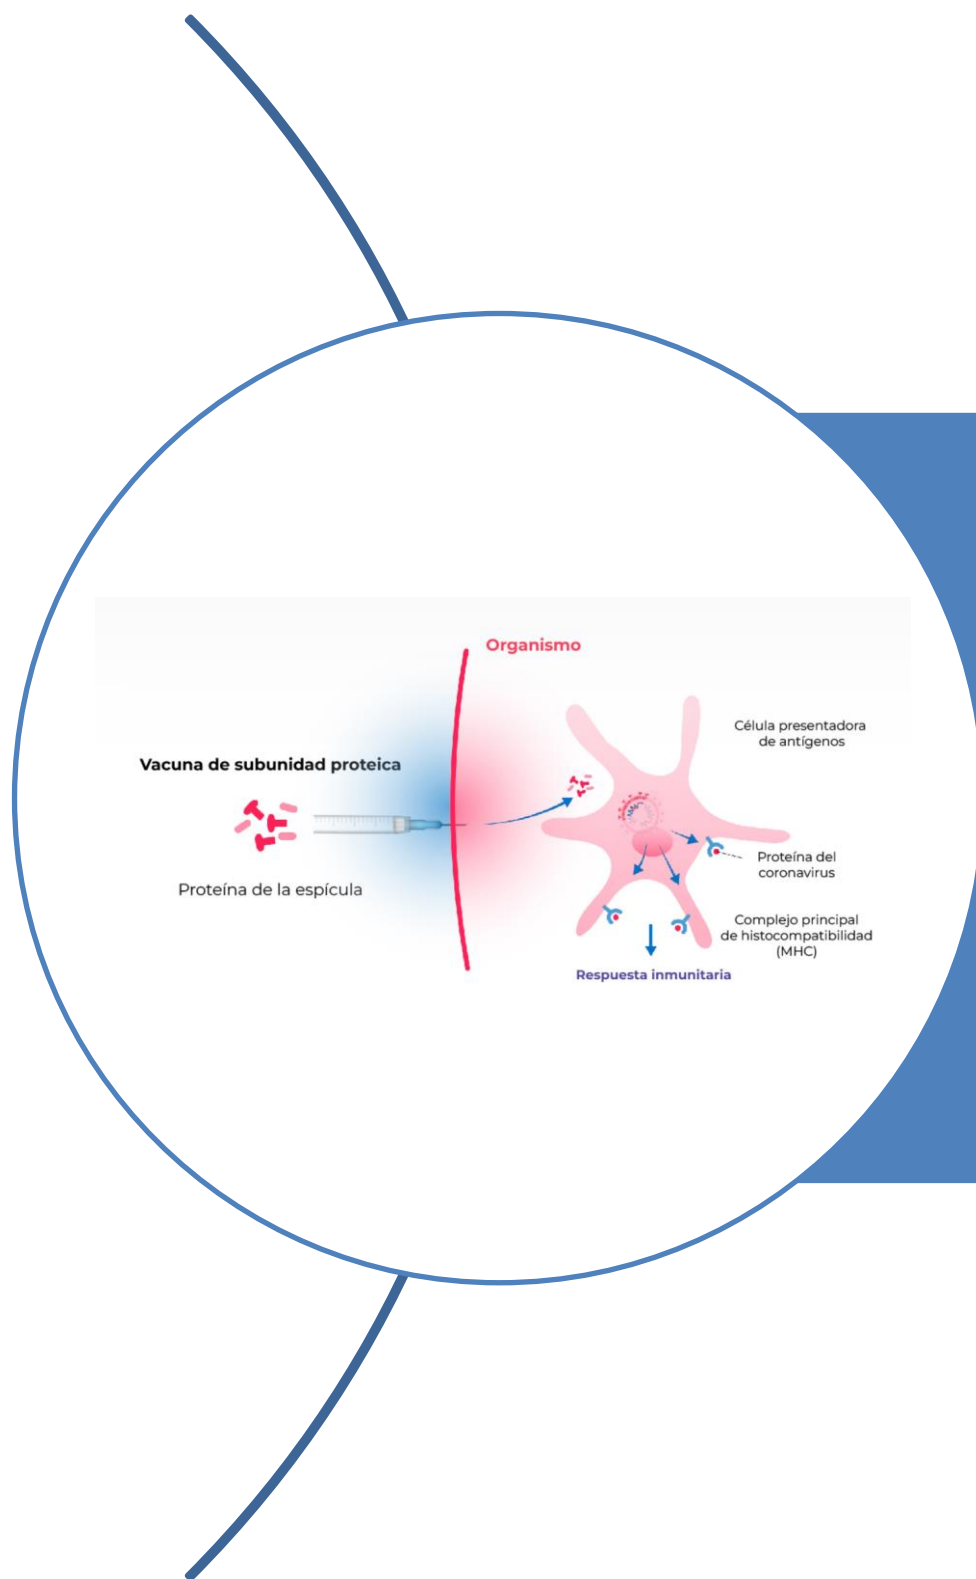 Organismo
Célula presentadora
de antígenos
Vacuna de subunidad proteica
Proteína de la espícula
Proteína del
coronavirus
Complejo principal
de histocompatibilidad
(MHC)
Respuesta inmunitaria